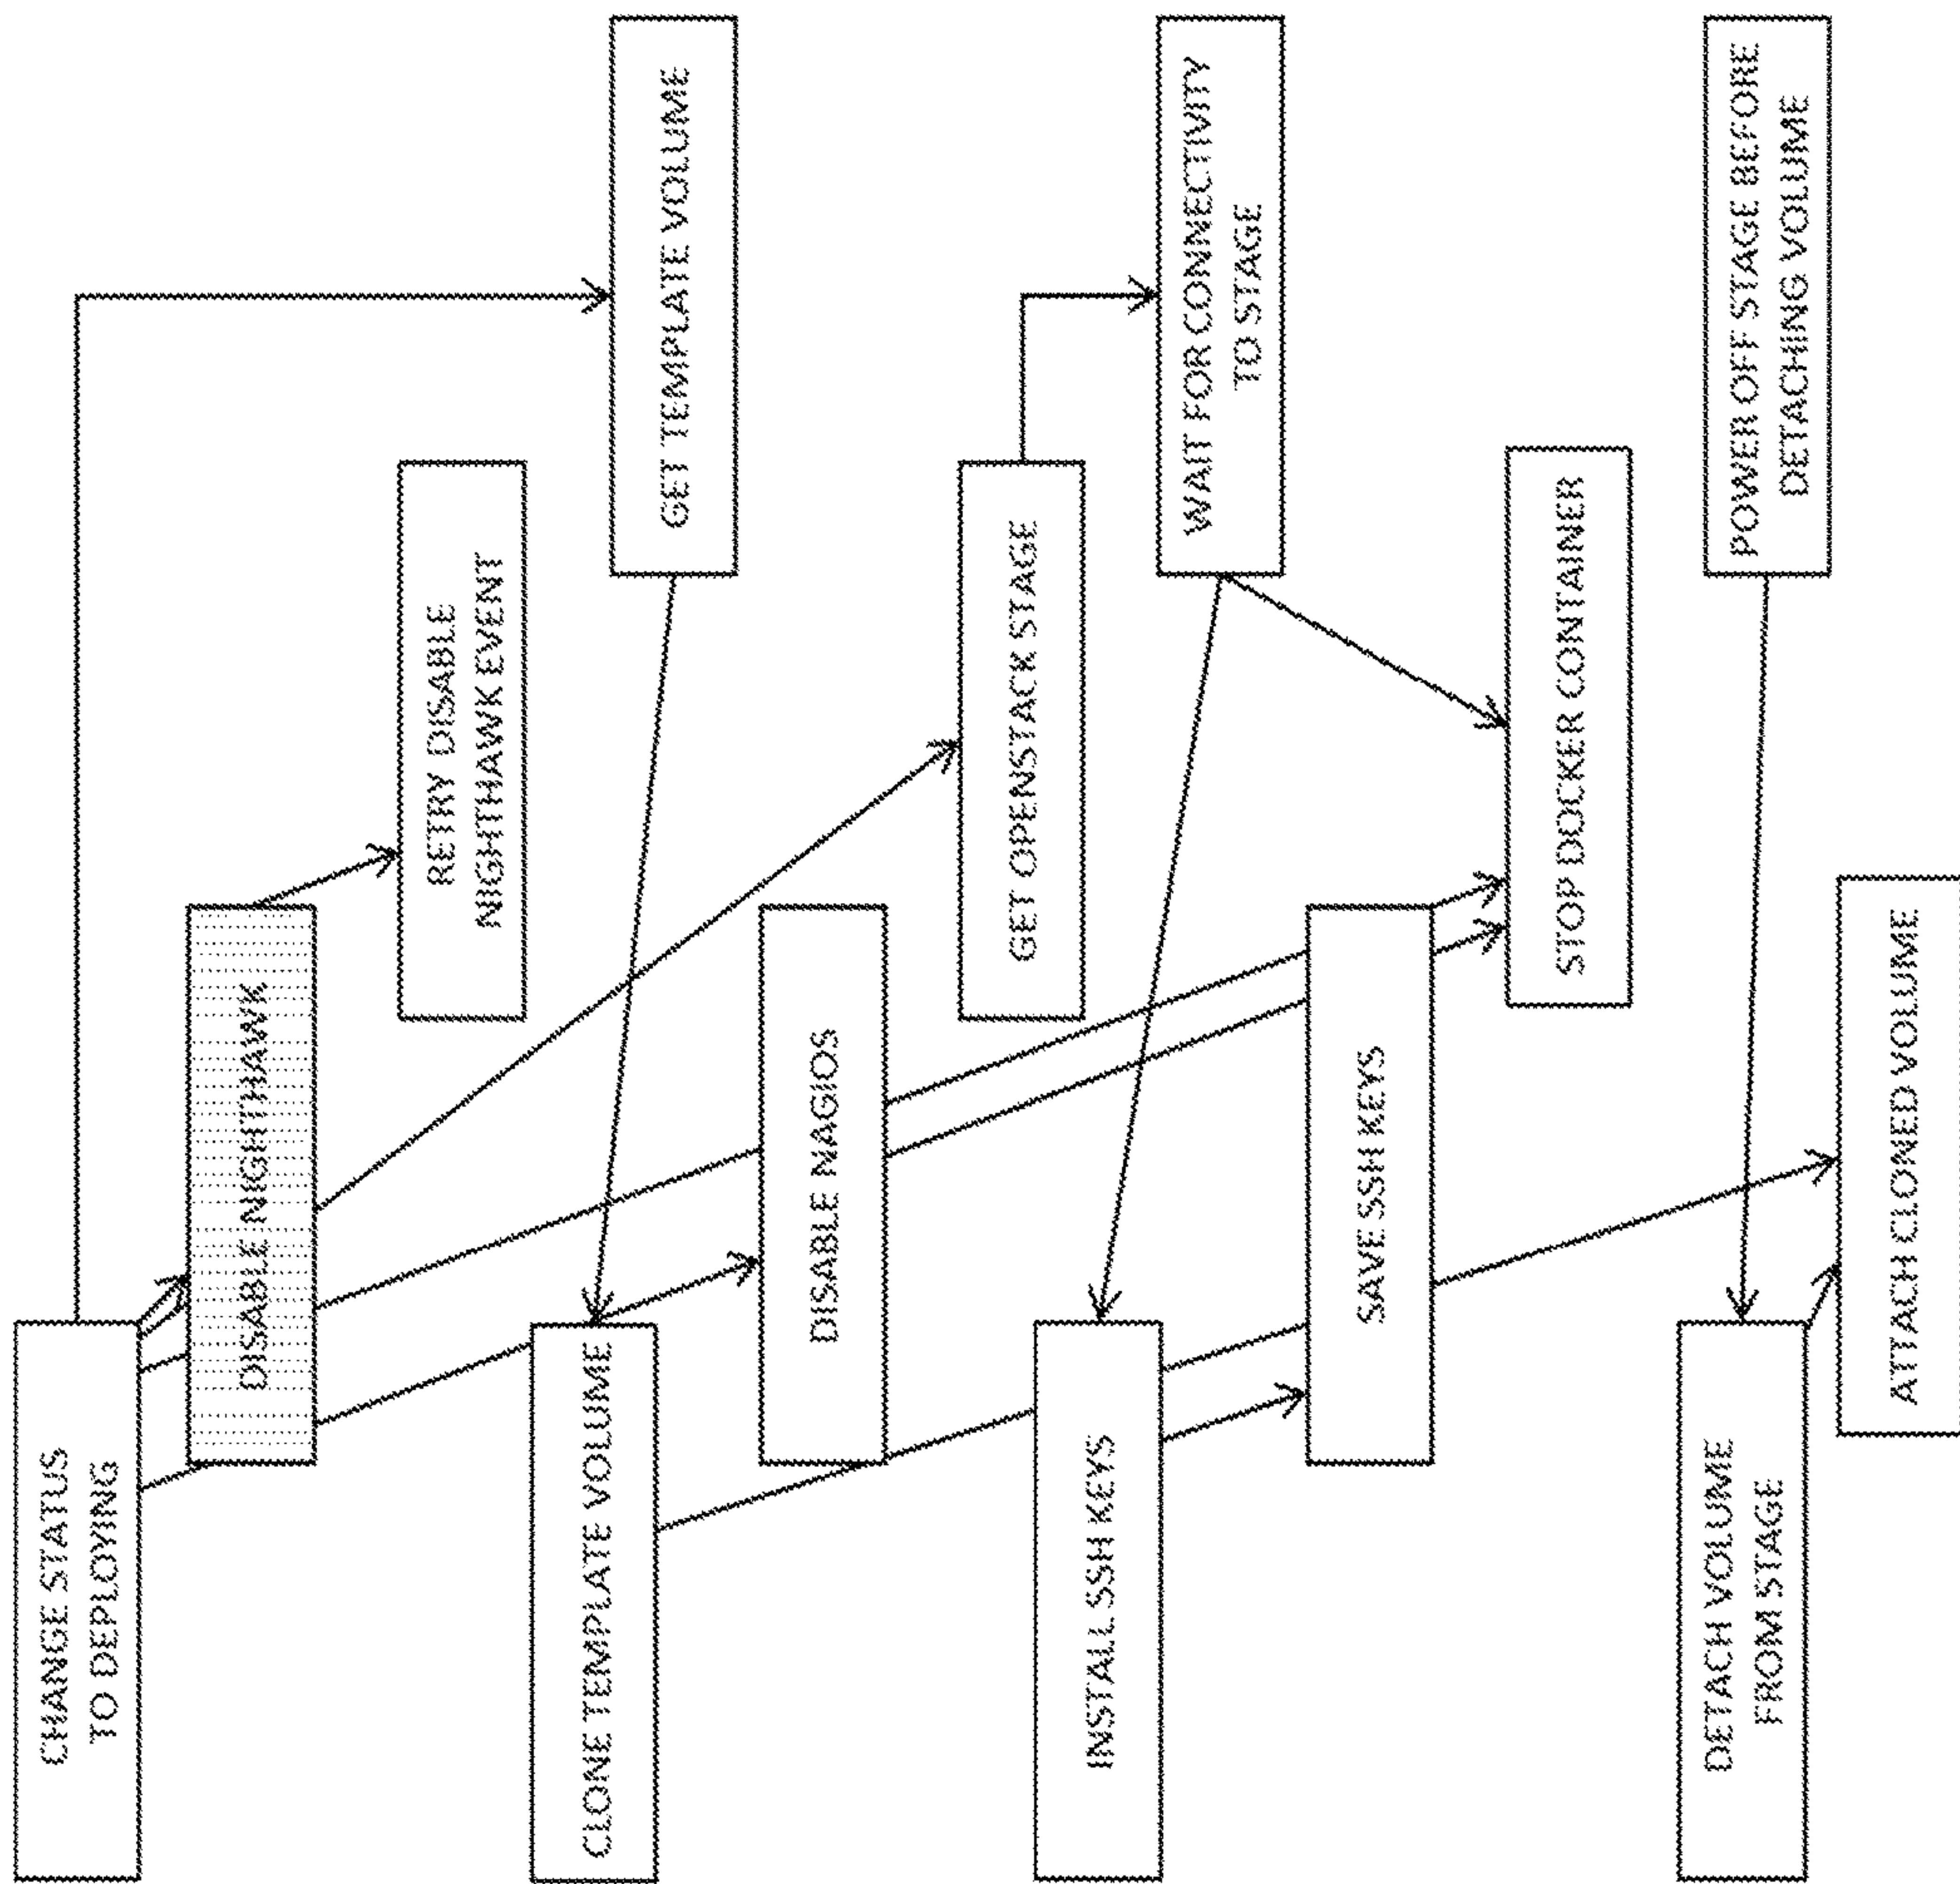 CHANGE STATUS
TO DEPLOYING
DISABLE NIGHTHAWK
RETRY DISABLE
NIGHTHAWK EVENT
CLONE TEMPLATE VOLUME
GET TEMPLATE VOLUME
DISABLE MAGIOS
GET OPENSTACK STAGE
INSTALL SSH KEYS
WAIT FOR CONNECTIVITY
TO STAGE
SAVE SSH KEYS
STOP DOCKER CONTAINER
DETACH VOLUME
FROM STAGE
POWER OFF STAGE BEFORE
DETACHING VOLUME
ATTACH CLONED VOLUME